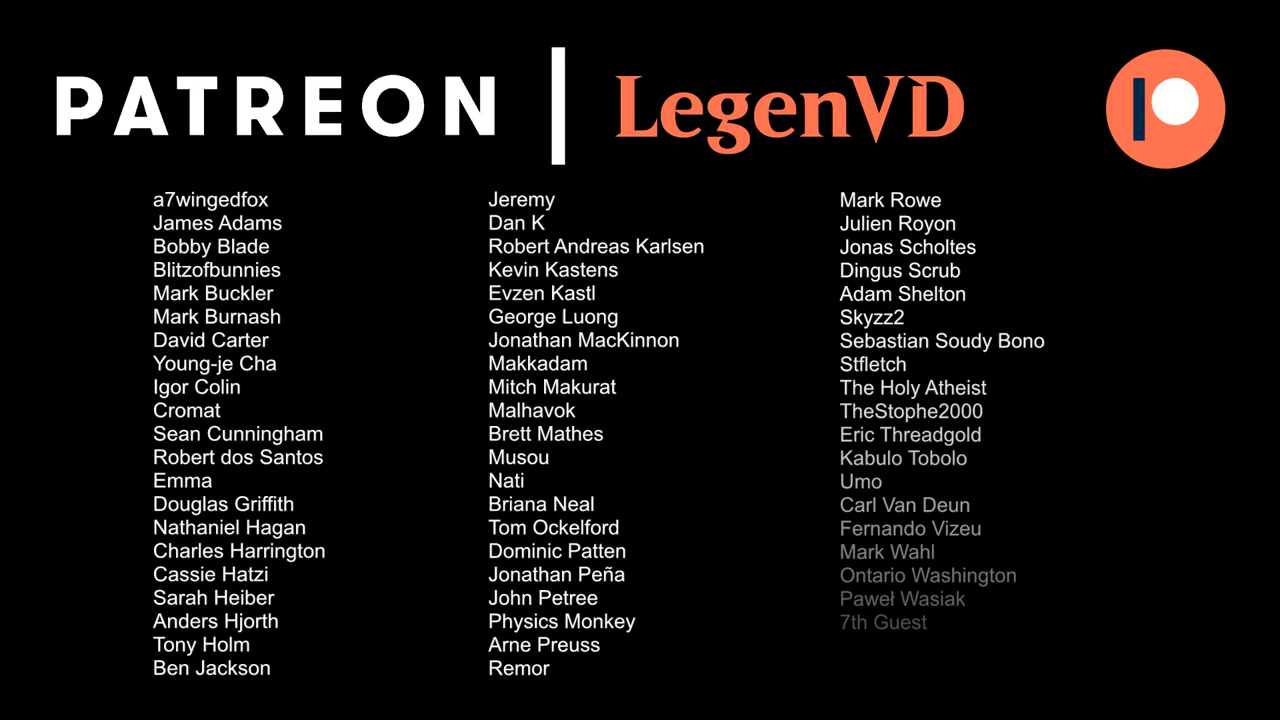 PATREON | LegenVD
a7wingedfox
James Adams
Bobby Blade
Blitzofbunnies
Mark Buckler
Mark Burnash
David Carter
Young-je Cha
Igor Colin
Cromat
Sean Cunningham
Robert dos Santos
Emma
Douglas Griffith
Nathaniel Hagan
Charles Harrington
Cassie Hatzi
Sarah Heiber
Anders Hjorth
Tony Holm
Ben Jackson
Jeremy
Dan K
Robert Andreas Karlsen
Kevin Kastens
Evzen Kastl
George Luong
Jonathan MacKinnon
Makkadam
Mitch Makurat
Malhavok
Brett Mathes
Musou
Nati
Briana Neal
Tom Ockelford
Dominic Patten
Jonathan Peña
John Petree
Physics Monkey
Arne Preuss
Remor
Mark Rowe
Julien Royon
Jonas Scholtes
Dingus Scrub
Adam Shelton
Skyzz2
Sebastian Soudy Bono
Stfletch
The Holy Atheist
TheStophe2000
Eric Threadgold
Kabulo Tobolo
Umo
Carl Van Deun
Fernando Vizeu
Mark Wahl
Ontario Washington
Paweł Wasiak
7th Guest